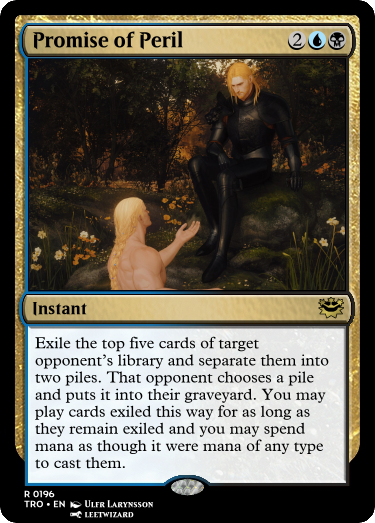 Promise of Peril 2
Instant
Exile the top five cards of target
opponent's library and separate them into
two piles. That opponent chooses a pile
and puts it into their graveyard. You may
play cards exiled this way for as long as
they remain exiled and you may spend
mana as though it were mana of any type
to cast them.
R 0196
TRO • EN Ulfr Larynsson
LEETWIZARD